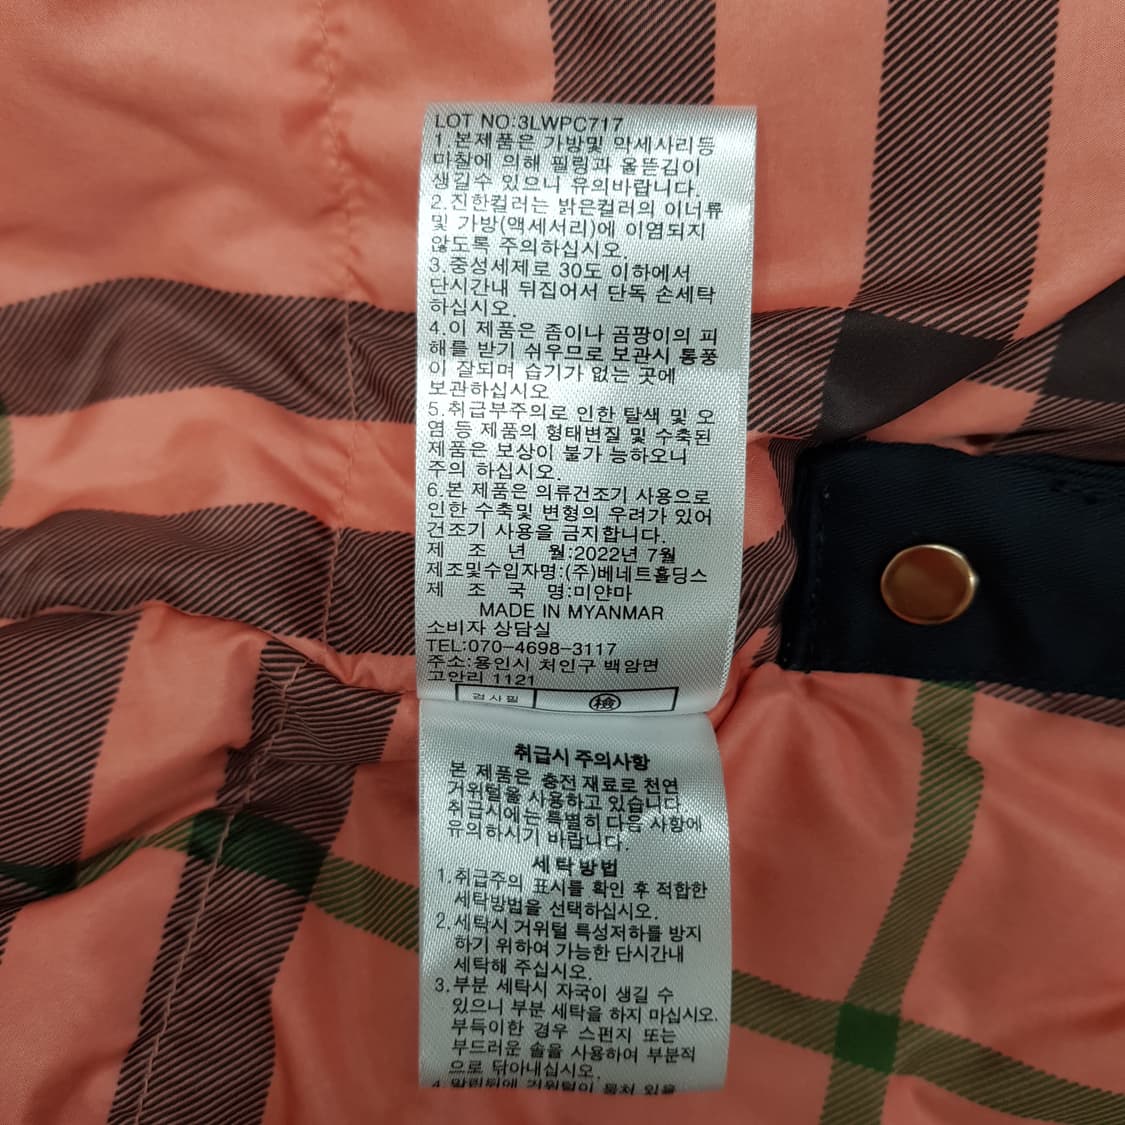 LOT NO:3LWPC717
1.본제품은 가방및 악세사리등
마찰에 의해 필링과 올뜯김이
생길수 있으니 유의바랍니다.
2.진한컬러는 밝은컬러의 이너류
및 가방(액세서리)에 이염되지
않도록 주의하십시오.
3.중성세제로 30도 이하에서
단시간내 뒤집어서 단독 손세탁
하십시오.
4.이 제품은 좀이나 곰팡이의 피
해를 받기 쉬우므로 보관시 통풍
이 잘되며 습기가 없는 곳에
보관하십시오
5.취급부주의로 인한 탈색 및 오
염 등 제품의 형태변질 및 수축된
제품은 보상이 불가 능하오니
주의 하십시오.
6.본 제품은 의류건조기 사용으로
인한 수축및 변형의 우려가 있어
건조기 사용을 금지합니다.
제 조 년 월:2022년 7월
제조및수입자명:(주)베네트홀딩스
제 조 국 명:미얀마
MADE IN MYANMAR
소비자 상담실
TEL:070-4698-3117
주소:용인시 처인구 백암면
고안리 1121
검사필 檢
취급시 주의사항
본 제품은 충전 재료로 천연
거위털을 사용하고 있습니다
취급시에는 특별히 다음 사항에
유의하시기 바랍니다.
세탁방법
1.취급주의 표시를 확인 후 적합한
세탁방법을 선택하십시오.
2.세탁시 거위털 특성저하를 방지
하기 위하여 가능한 단시간내
세탁해 주십시오.
3.부분 세탁시 자국이 생길 수
있으니 부분 세탁을 하지 마십시오.
부득이한 경우 스펀지 또는
부드러운 솔을 사용하여 부분적
으로 닦아내십시오.
4.말린뒤에 거위털이 뭉쳐 있을